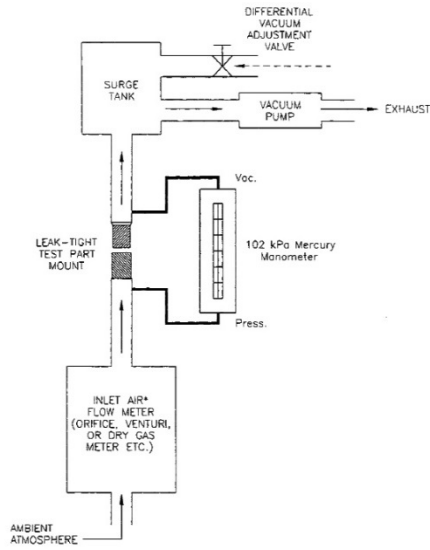 DIFFERENTIAL
VACUUM
ADJUSTMENT
VALVE
SURGE
TANK
VACUUM
PUMP
EXHAUST
Vac.
LEAK-TIGHT
TEST PART
MOUNT
102 kPa Mercury
Manometer
Press.
INLET AIR*
FLOW METER
(ORIFICE, VENTURI,
OR DRY GAS
METER ETC.)
AMBIENT
ATMOSPHERE